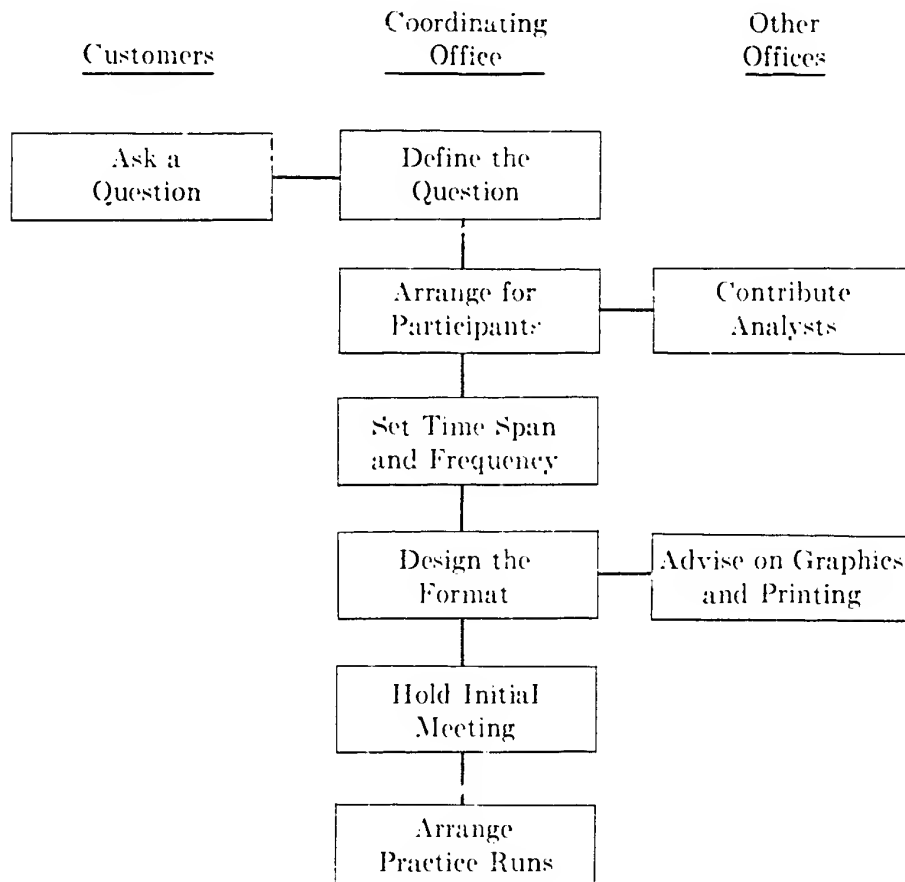 Customers
Coordinating
Office
Other
Offices
Ask a
Question
Define the
Question
Arrange for
Participants
Contribute
Analysts
Set Time Span
and Frequency
Design the
Format
Advise on Graphics
and Printing
Hold Initial
Meeting
Arrange
Practice Runs